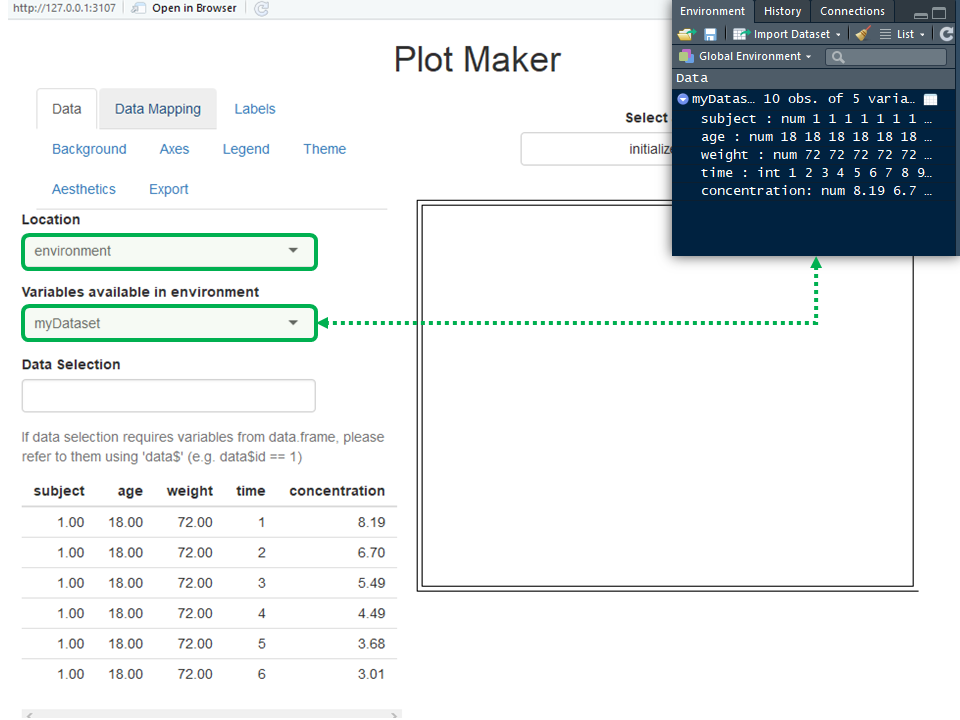 http://127.0.0.1:3107 Open in Browser
Plot Maker
Data Data Mapping Labels
Background Axes Legend Theme
Aesthetics Export
Location
environment
Variables available in environment
myDataset
Data Selection
If data selection requires variables from data.frame, please
refer to them using 'data$' (e.g. data$id == 1)
subject age weight time concentration
1.00 18.00 72.00 1 8.19
1.00 18.00 72.00 2 6.70
1.00 18.00 72.00 3 5.49
1.00 18.00 72.00 4 4.49
1.00 18.00 72.00 5 3.68
1.00 18.00 72.00 6 3.01
Select
Environment History Connections
Import Dataset List
Global Environment
Data
myDatas… 10 obs. of 5 varia…
subject : num 1 1 1 1 1 1 1 …
age : num 18 18 18 18 18 18 …
weight : num 72 72 72 72 72 …
time : int 1 2 3 4 5 6 7 8 9…
concentration: num 8.19 6.7 …